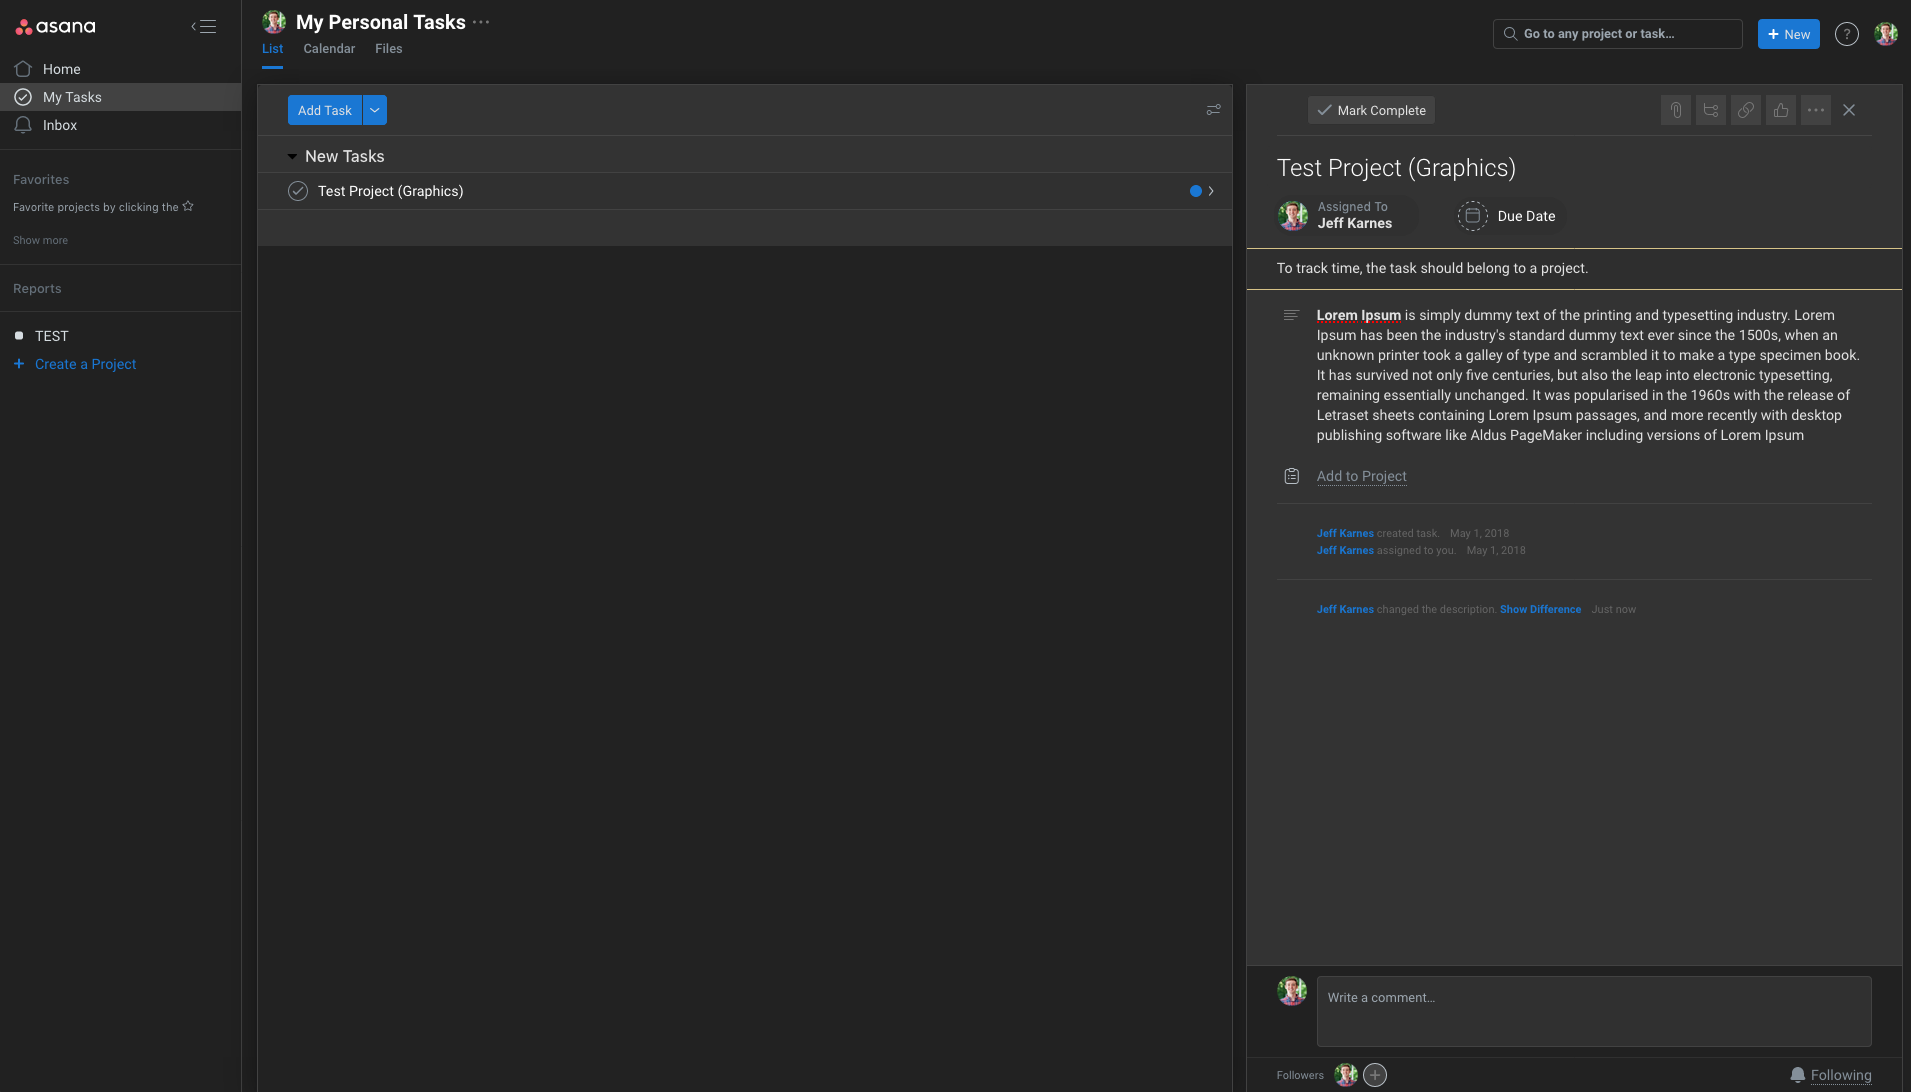 asana
Home
My Tasks
Inbox
Favorites
Favorite projects by clicking the
Show more
Reports
TEST
+ Create a Project
My Personal Tasks ...
List Calendar Files
Go to any project or task...
+ New
?
Add Task
New Tasks
Test Project (Graphics)
Mark Complete
Test Project (Graphics)
Assigned To
Jeff Karnes
Due Date
To track time, the task should belong to a project.
Lorem Ipsum is simply dummy text of the printing and typesetting industry. Lorem
Ipsum has been the industry's standard dummy text ever since the 1500s, when an
unknown printer took a galley of type and scrambled it to make a type specimen book.
It has survived not only five centuries, but also the leap into electronic typesetting,
remaining essentially unchanged. It was popularised in the 1960s with the release of
Letraset sheets containing Lorem Ipsum passages, and more recently with desktop
publishing software like Aldus PageMaker including versions of Lorem Ipsum
Add to Project
Jeff Karnes created task. May 1, 2018
Jeff Karnes assigned to you. May 1, 2018
Jeff Karnes changed the description. Show Difference Just now
Write a comment...
Followers
Following